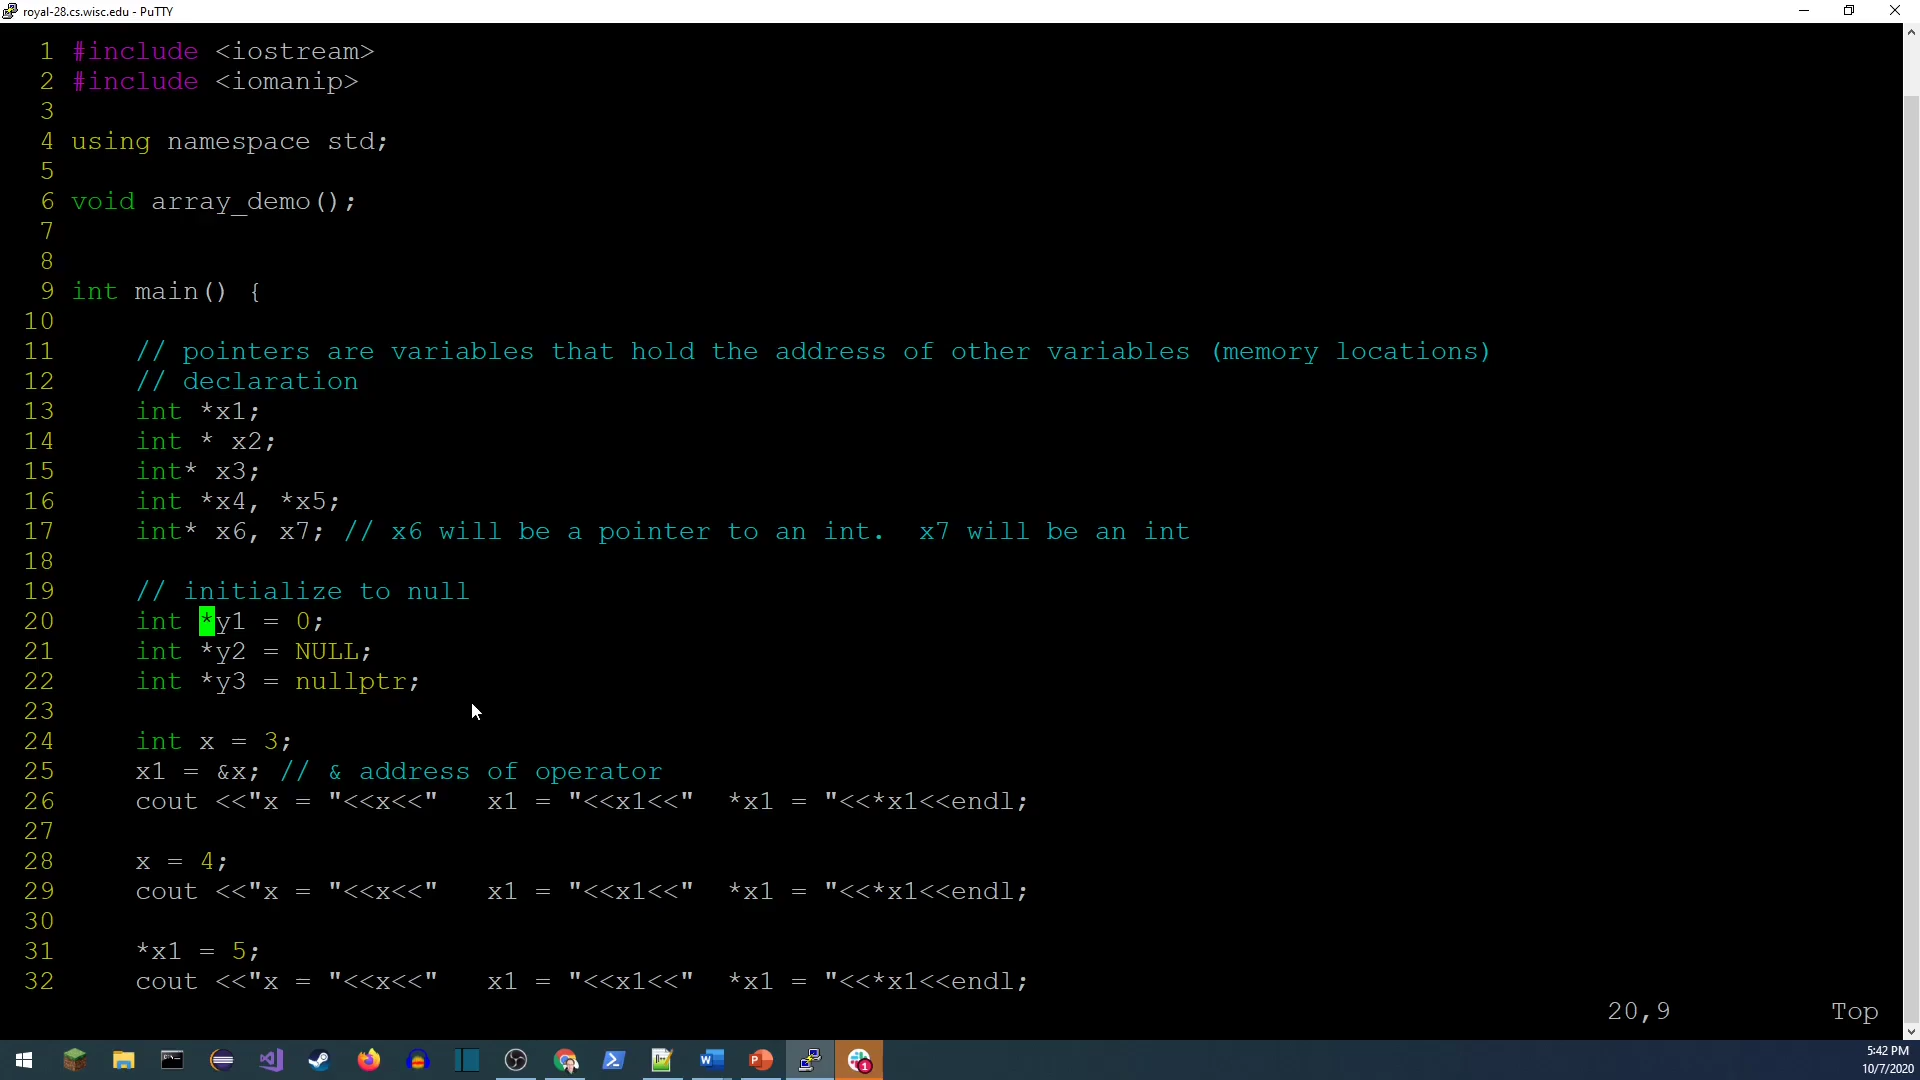 royal-28.cs.wisc.edu - PuTTY
1 #include <iostream>
2 #include <iomanip>
3
4 using namespace std;
5
6 void array_demo();
7
8
9 int main() {
10
11     // pointers are variables that hold the address of other variables (memory locations)
12     // declaration
13     int *x1;
14     int * x2;
15     int* x3;
16     int *x4, *x5;
17     int* x6, x7; // x6 will be a pointer to an int.  x7 will be an int
18
19     // initialize to null
20     int *y1 = 0;
21     int *y2 = NULL;
22     int *y3 = nullptr;
23
24     int x = 3;
25     x1 = &x; // & address of operator
26     cout <<"x = "<<x<<"   x1 = "<<x1<<"  *x1 = "<<*x1<<endl;
27
28     x = 4;
29     cout <<"x = "<<x<<"   x1 = "<<x1<<"  *x1 = "<<*x1<<endl;
30
31     *x1 = 5;
32     cout <<"x = "<<x<<"   x1 = "<<x1<<"  *x1 = "<<*x1<<endl;
20,9 Top
5:42 PM
10/7/2020